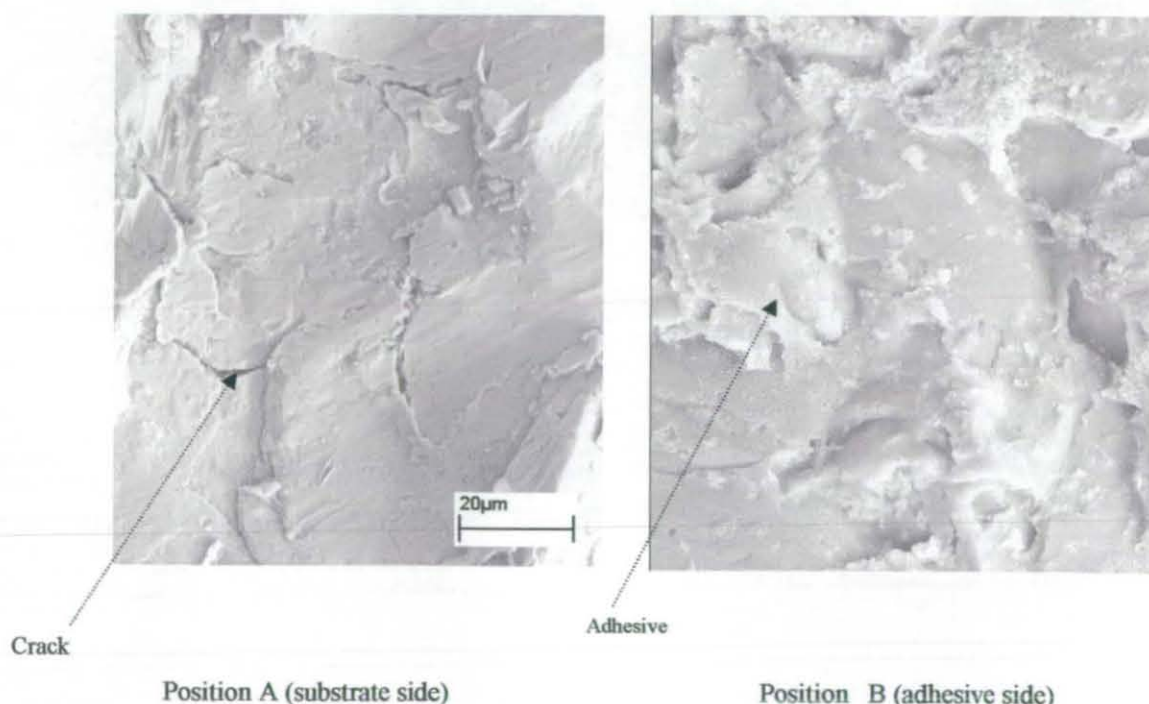 20µm
Crack
Adhesive
Position A (substrate side)
Position B (adhesive side)